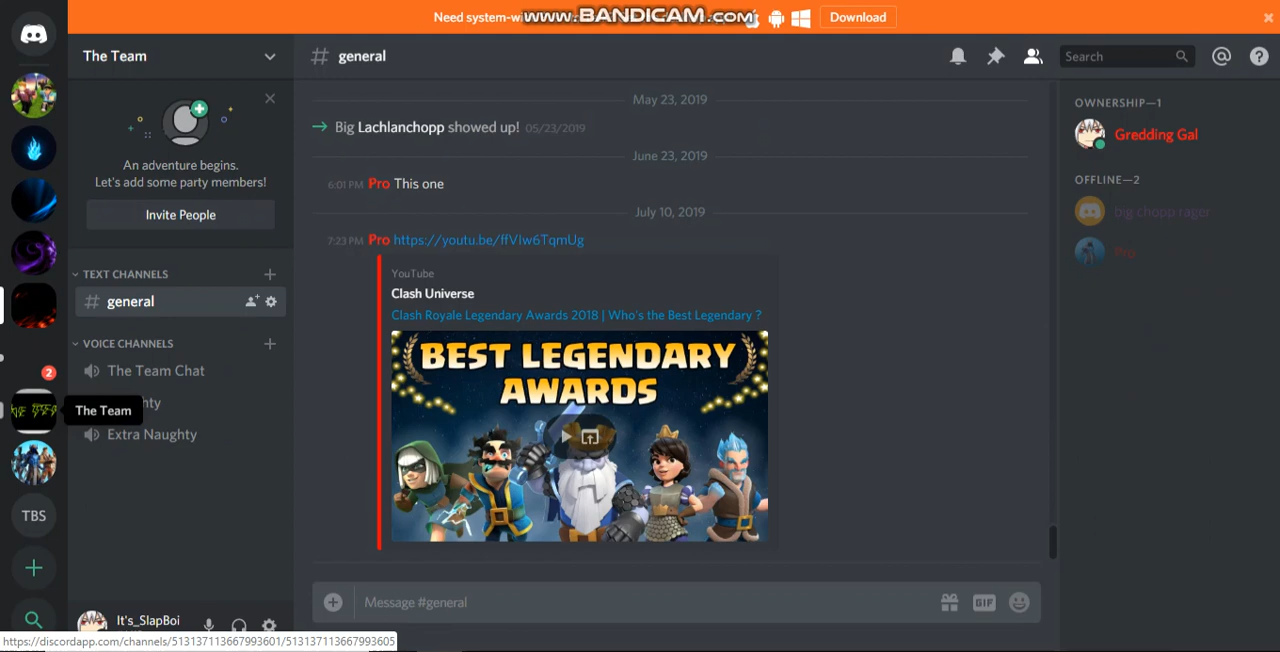 Need system-wi
www.BANDICAM.com
Download
The Team
general
Search
An adventure begins.
Let's add some party members!
Invite People
TEXT CHANNELS
general
VOICE CHANNELS
The Team Chat
The Team
Extra Naughty
2
TBS
It's_SlapBoi
https://discordapp.com/channels/513137113667993601/513137113667993605
May 23, 2019
Big Lachlanchopp showed up! 05/23/2019
June 23, 2019
6:01 PM Pro This one
July 10, 2019
7:23 PM Pro https://youtu.be/ffVIw6TqmUg
YouTube
Clash Universe
Clash Royale Legendary Awards 2018 | Who's the Best Legendary ?
BEST LEGENDARY
AWARDS
Message #general
GIF
OWNERSHIP—1
Gredding Gal
OFFLINE—2
big chopp rager
Pro